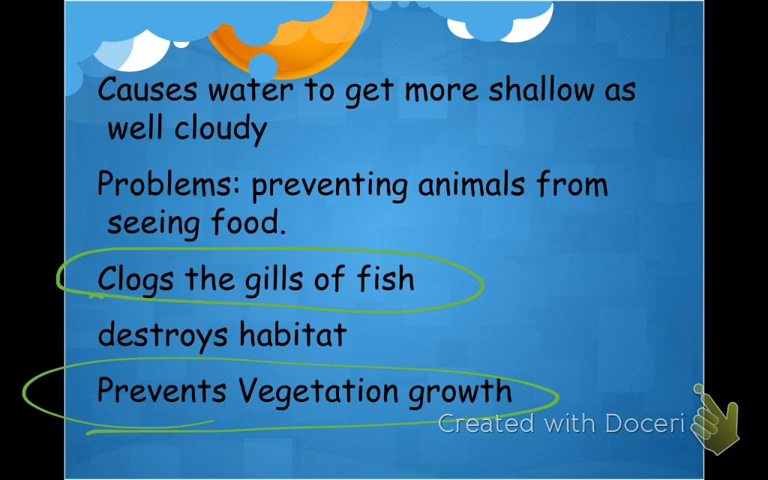 Causes water to get more shallow as
well cloudy
Problems: preventing animals from
seeing food.
Clogs the gills of fish
destroys habitat
Prevents Vegetation growth
Created with Doceri